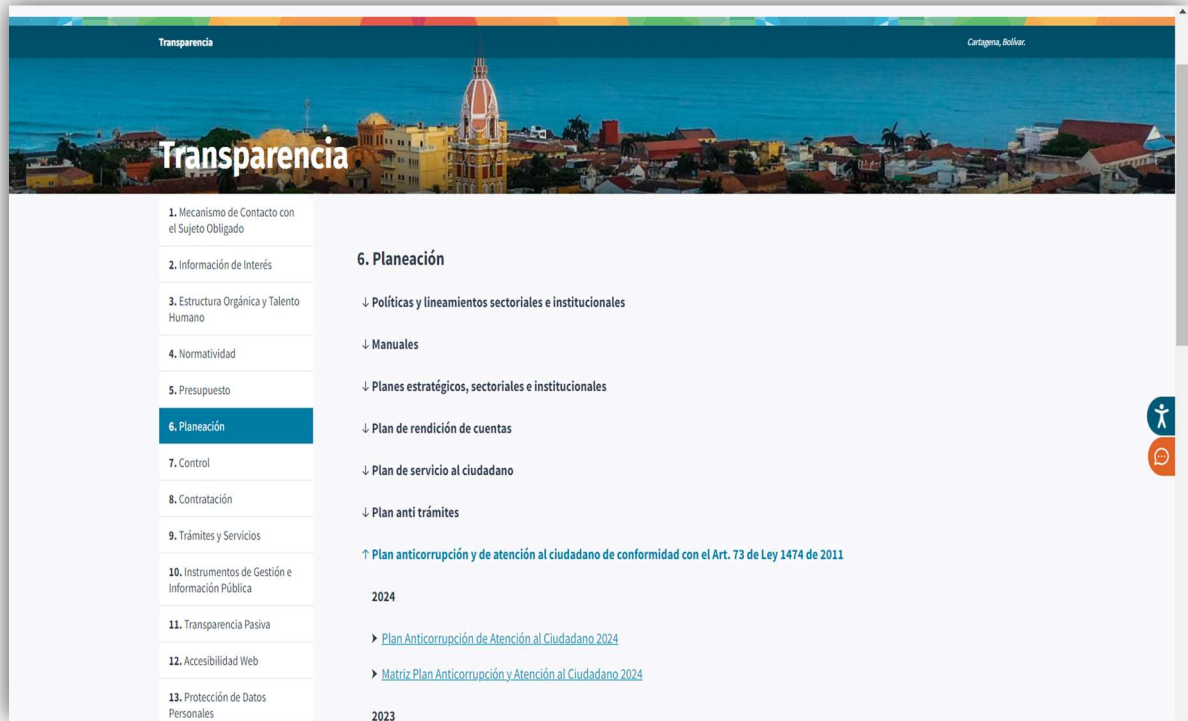 Transparencia
Cartagena, Bolívar.
Transparencia
1. Mecanismo de Contacto con
el Sujeto Obligado
2. Información de Interés
3. Estructura Orgánica y Talento
Humano
4. Normatividad
5. Presupuesto
6. Planeación
7. Control
8. Contratación
9. Trámites y Servicios
10. Instrumentos de Gestión e
Información Pública
11. Transparencia Pasiva
12. Accesibilidad Web
13. Protección de Datos
Personales
6. Planeación
↓ Políticas y lineamientos sectoriales e institucionales
↓ Manuales
↓ Planes estratégicos, sectoriales e institucionales
↓ Plan de rendición de cuentas
↓ Plan de servicio al ciudadano
↓ Plan anti trámites
↑ Plan anticorrupción y de atención al ciudadano de conformidad con el Art. 73 de Ley 1474 de 2011
2024
Plan Anticorrupción de Atención al Ciudadano 2024
Matriz Plan Anticorrupción y Atención al Ciudadano 2024
2023